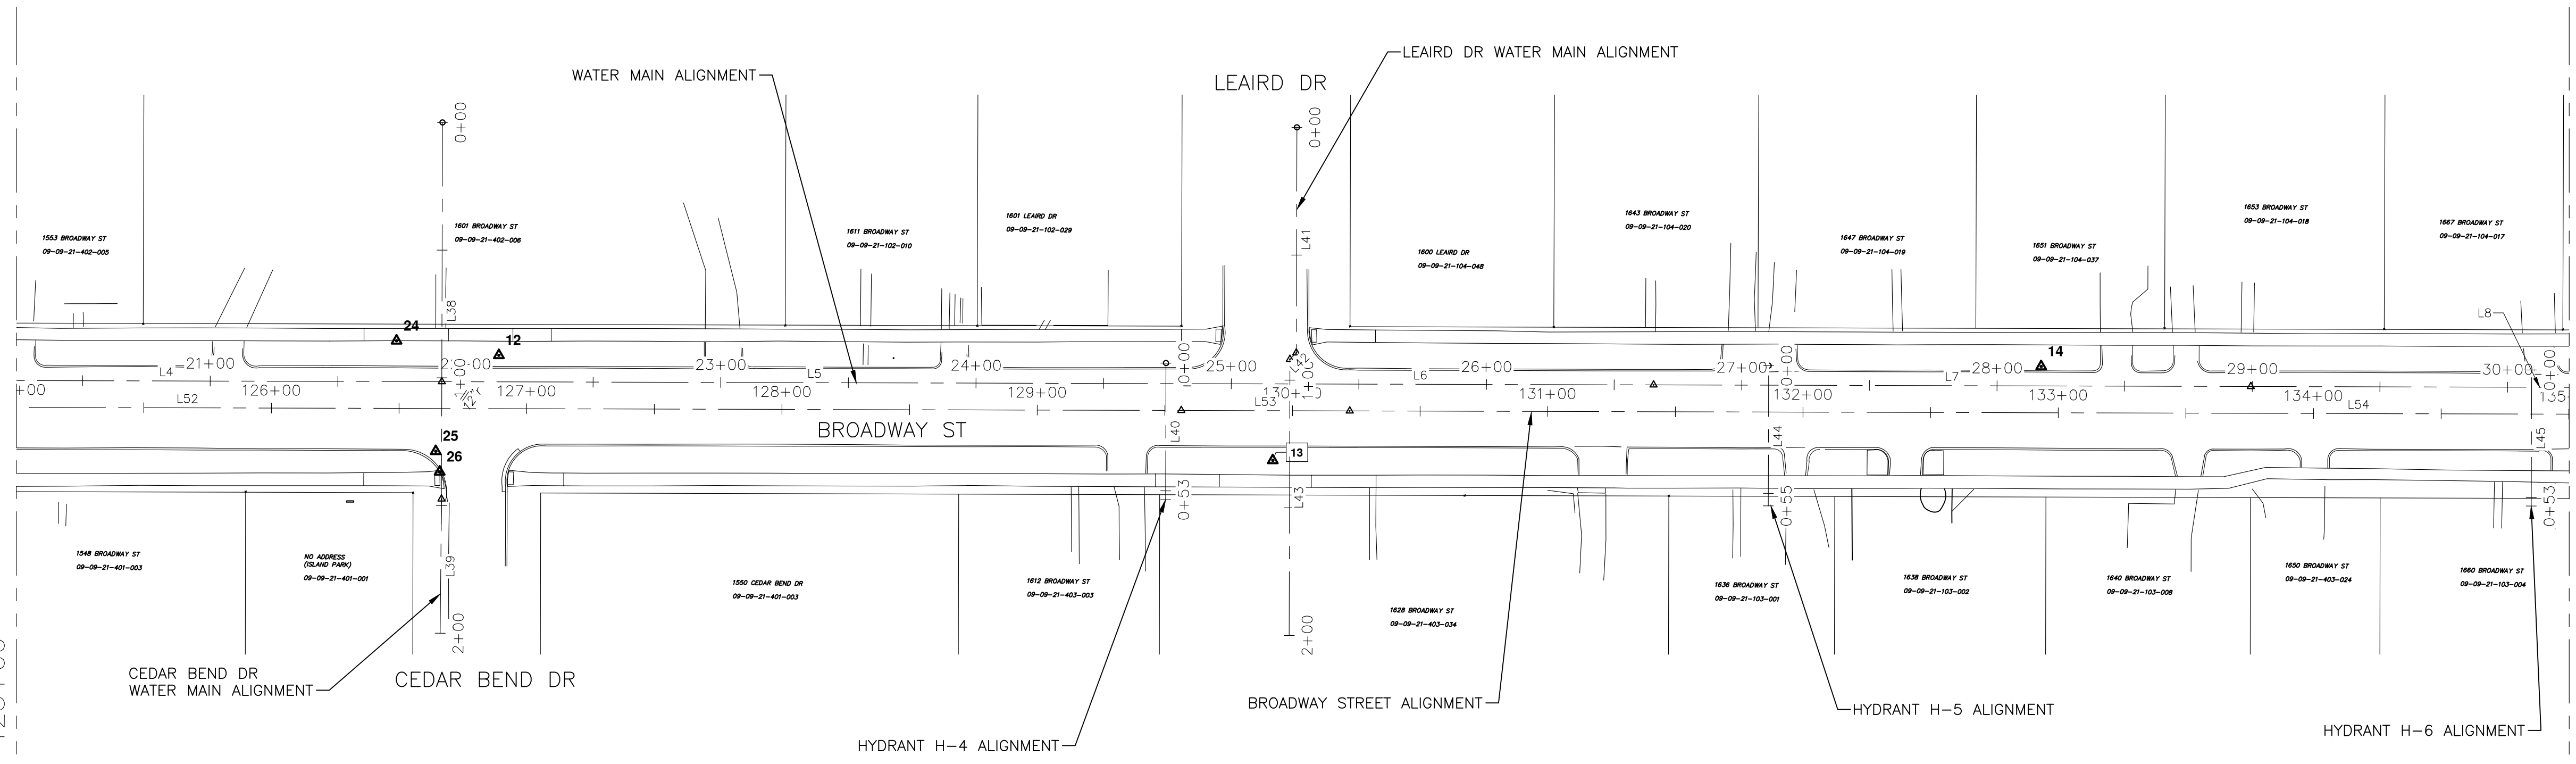 LEAIRD DR WATER MAIN ALIGNMENT
WATER MAIN ALIGNMENT
LEAIRD DR
0+00
0+00
1553 BROADWAY ST
09-09-21-402-005
1601 BROADWAY ST
09-09-21-402-006
1611 BROADWAY ST
09-09-21-102-010
1601 LEAIRD DR
09-09-21-102-029
L41
1600 LEAIRD DR
09-09-21-104-048
1643 BROADWAY ST
09-09-21-104-020
1647 BROADWAY ST
09-09-21-104-019
1651 BROADWAY ST
09-09-21-104-037
1653 BROADWAY ST
09-09-21-104-018
1667 BROADWAY ST
09-09-21-104-017
L38
L8
24
12
14
21+00
23+00
24+00
0+00
25+00
L42
26+00
27+00
0+00
28+00
29+00
30+00
0+00
L4
1+00
L5
1+00
L6
L7
+00
126+00
127+00
128+00
129+00
131+00
132+00
133+00
134+00
135+
L52
L53
L54
BROADWAY ST
L40
L44
L45
25
26
13
0+53
L43
0+55
0+53
1548 BROADWAY ST
09-09-21-401-003
NO ADDRESS
(ISLAND PARK)
09-09-21-401-001
L39
1550 CEDAR BEND DR
09-09-21-401-003
1612 BROADWAY ST
09-09-21-403-003
1628 BROADWAY ST
09-09-21-403-034
1636 BROADWAY ST
09-09-21-103-001
1638 BROADWAY ST
09-09-21-103-002
1640 BROADWAY ST
09-09-21-103-008
1650 BROADWAY ST
09-09-21-403-024
1660 BROADWAY ST
09-09-21-103-004
2+00
2+00
CEDAR BEND DR
WATER MAIN ALIGNMENT
CEDAR BEND DR
BROADWAY STREET ALIGNMENT
HYDRANT H-5 ALIGNMENT
HYDRANT H-4 ALIGNMENT
HYDRANT H-6 ALIGNMENT